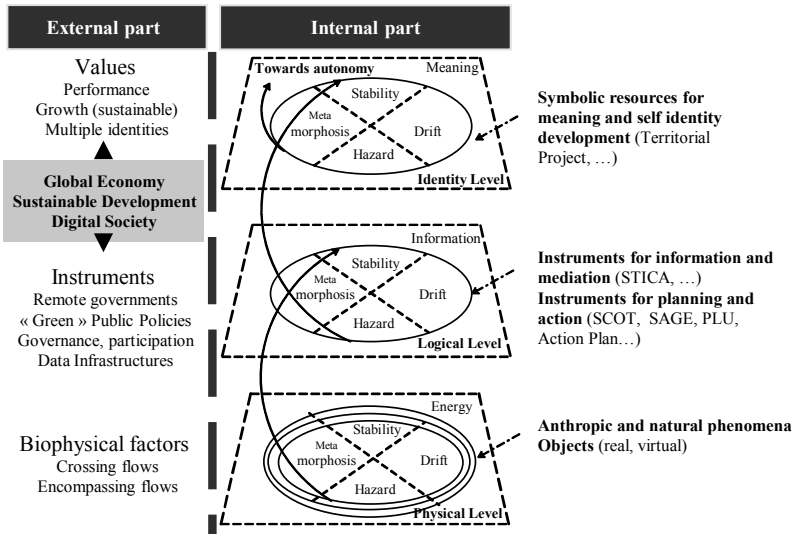 External part
Internal part
Values
Performance
Growth (sustainable)
Multiple identities
Global Economy
Sustainable Development
Digital Society
Instruments
Remote governments
« Green » Public Policies
Governance, participation
Data Infrastructures
Biophysical factors
Crossing flows
Encompassing flows
Towards autonomy
Meaning
Stability
Meta
morphosis
Drift
Hazard
Identity Level
Information
Stability
Meta
morphosis
Drift
Hazard
Logical Level
Energy
Stability
Meta
morphosis
Drift
Hazard
Physical Level
Symbolic resources for
meaning and self identity
development (Territorial
Project, …)
Instruments for information and
mediation (STICA, …)
Instruments for planning and
action (SCOT, SAGE, PLU,
Action Plan…)
Anthropic and natural phenomena
Objects (real, virtual)